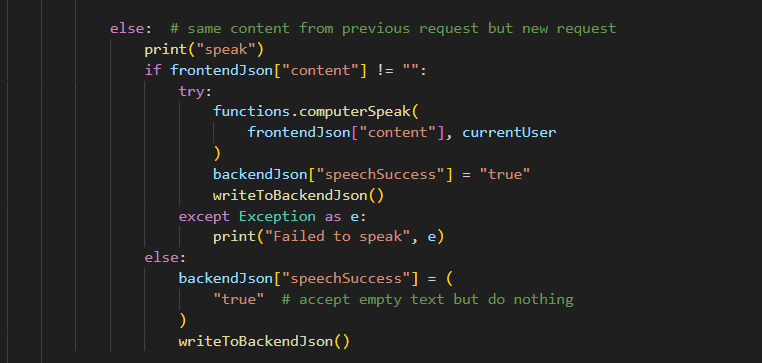 else:  # same content from previous request but new request
    print("speak")
    if frontendJson["content"] != "":
        try:
            functions.computerSpeak(
                frontendJson["content"], currentUser
            )
            backendJson["speechSuccess"] = "true"
            writeToBackendJson()
        except Exception as e:
            print("Failed to speak", e)
    else:
        backendJson["speechSuccess"] = (
            "true"  # accept empty text but do nothing
        )
        writeToBackendJson()